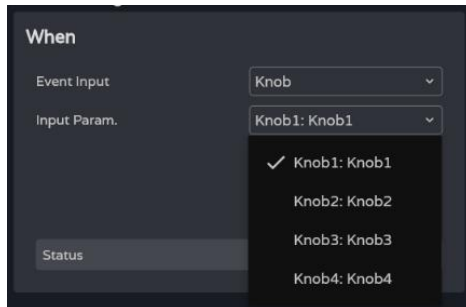 When
Event Input Knob
Input Param. Knob1: Knob1
Knob1: Knob1
Knob2: Knob2
Knob3: Knob3
Status
Knob4: Knob4